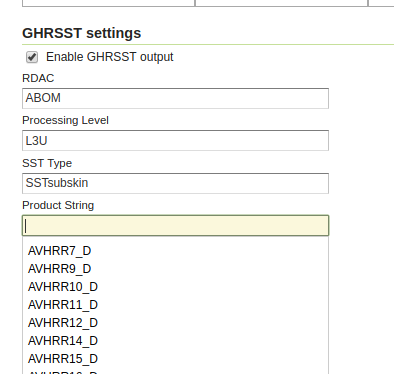 GHRSST settings
Enable GHRSST output
RDAC
ABOM
Processing Level
L3U
SST Type
SSTsubskin
Product String
AVHRR7_D
AVHRR9_D
AVHRR10_D
AVHRR11_D
AVHRR12_D
AVHRR14_D
AVHRR15_D